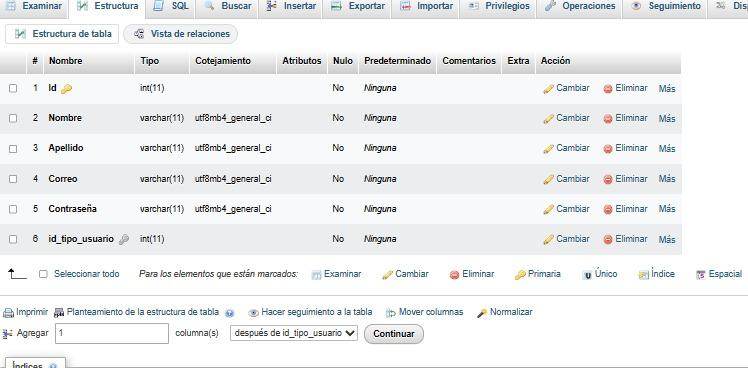 Examinar Estructura SQL Buscar Insertar Exportar Importar Privilegios Operaciones Seguimiento
Estructura de tabla Vista de relaciones
# Nombre Tipo Cotejamiento Atributos Nulo Predeterminado Comentarios Extra Acción
1 Id int(11) No Ninguna Cambiar Eliminar Más
2 Nombre varchar(11) utf8mb4_general_ci No Ninguna Cambiar Eliminar Más
3 Apellido varchar(11) utf8mb4_general_ci No Ninguna Cambiar Eliminar Más
4 Correo varchar(11) utf8mb4_general_ci No Ninguna Cambiar Eliminar Más
5 Contraseña varchar(11) utf8mb4_general_ci No Ninguna Cambiar Eliminar Más
6 id_tipo_usuario int(11) No Ninguna Cambiar Eliminar Más
Seleccionar todo Para los elementos que están marcados: Examinar Cambiar Eliminar Primaria Único Índice Espacial
Imprimir Planteamiento de la estructura de tabla Hacer seguimiento a la tabla Mover columnas Normalizar
Agregar 1 columna(s) después de id_tipo_usuario Continuar
Índices